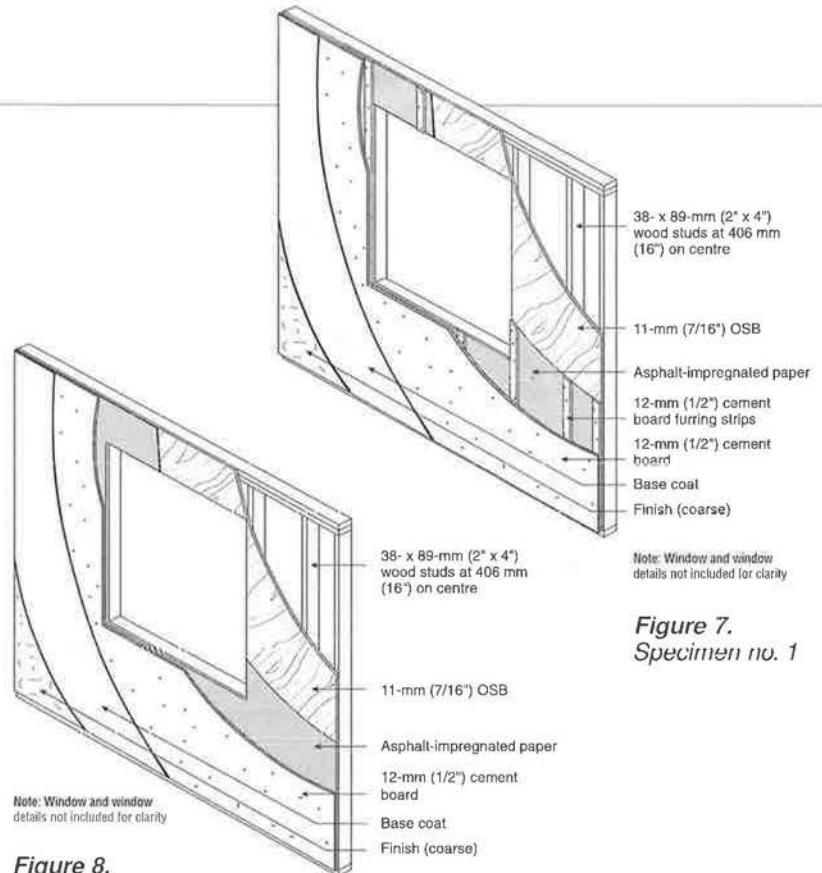 38- x 89-mm (2" x 4")
wood studs at 406 mm
(16") on centre
11-mm (7/16") OSB
Asphalt-impregnated paper
12-mm (1/2") cement
board furring strips
12-mm (1/2") cement
board
Base coat
Finish (coarse)
Note: Window and window
details not included for clarity
Figure 7.
Specimen no. 1
38- x 89-mm (2" x 4")
wood studs at 406 mm
(16") on centre
11-mm (7/16") OSB
Asphalt-impregnated paper
12-mm (1/2") cement
board
Base coat
Finish (coarse)
Note: Window and window
details not included for clarity
Figure 8.